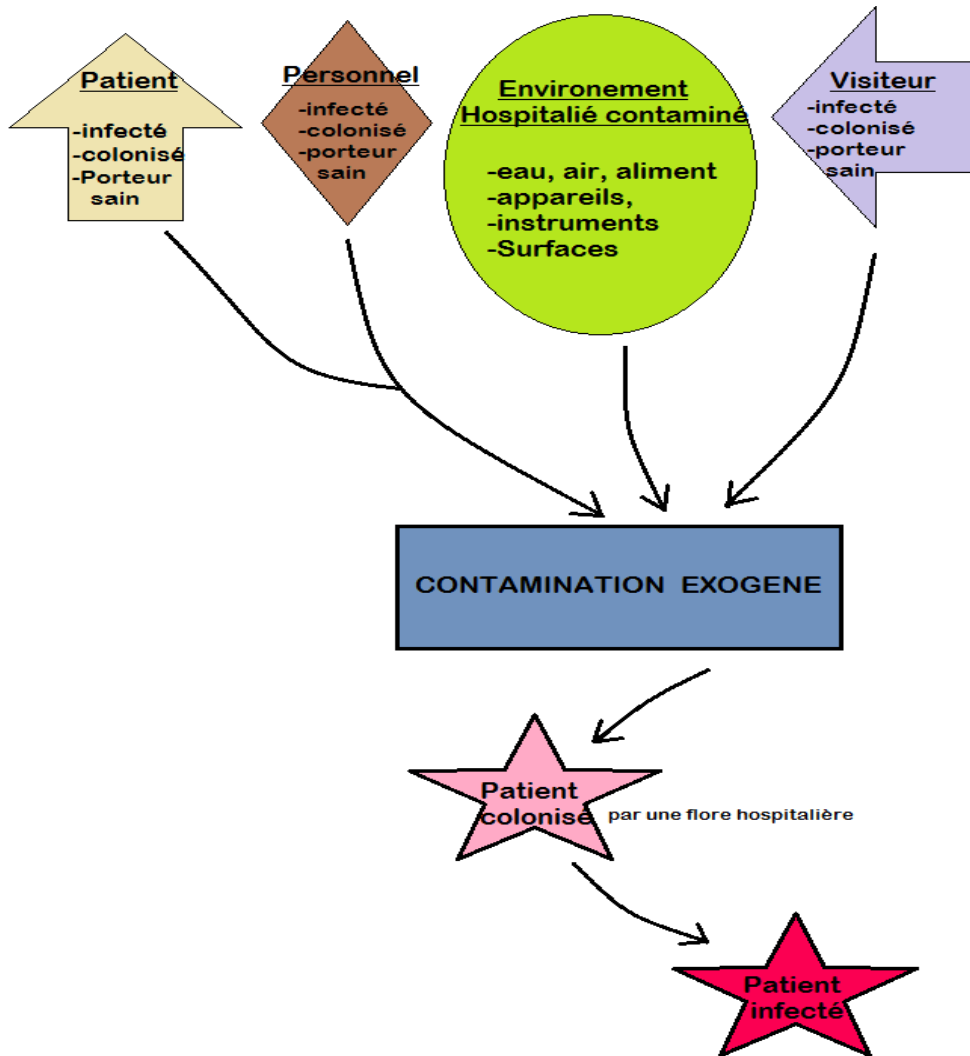 Patient
-infecté
-colonisé
-Porteur
sain
Personnel
-infecté
-colonisé
-porteur
sain
Environement
Hospitalié contaminé
-eau, air, aliment
-appareils,
-instruments
-Surfaces
Visiteur
-infecté
-colonisé
-porteur
sain
CONTAMINATION EXOGENE
Patient
colonisé
par une flore hospitalière
Patient
infecté